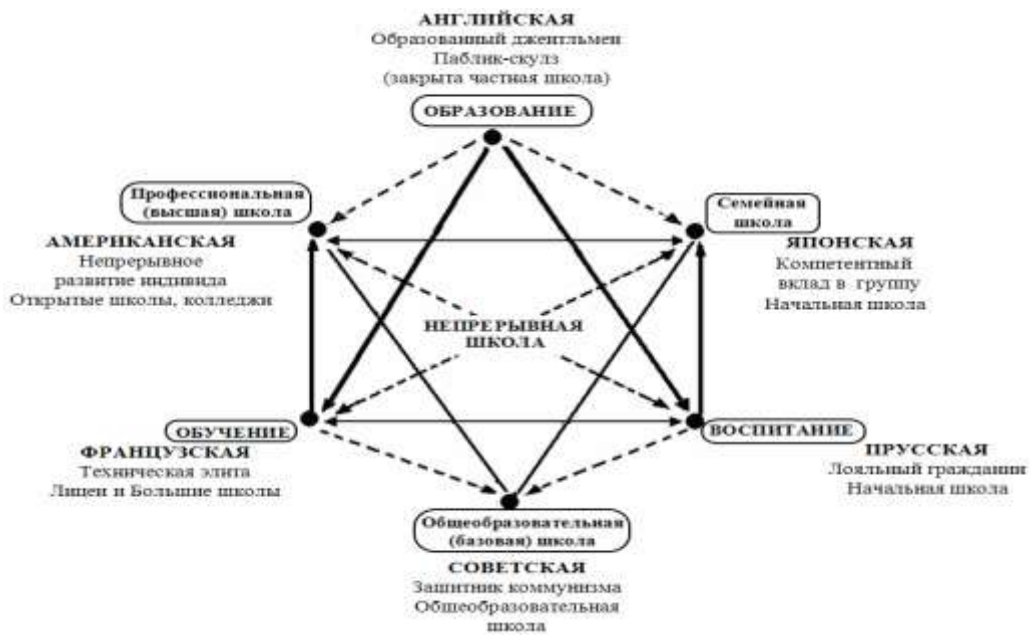 АНГЛИЙСКАЯ
Образованный джентльмен
Паблик-скулз
(закрыта частная школа)
ОБРАЗОВАНИЕ
Профессиональная
(высшая) школа
АМЕРИКАНСКАЯ
Непрерывное
развитие индивида
Открытые школы, колледжи
Семейная
школа
ЯПОНСКАЯ
Компетентный
вклад в группу
Начальная школа
НЕПРЕРЫВНАЯ
ШКОЛА
ОБУЧЕНИЕ
ФРАНЦУЗСКАЯ
Техническая элита
Лицеи и Большие школы
ВОСПИТАНИЕ
ПРУССКАЯ
Лояльный гражданин
Начальная школа
Общеобразовательная
(базовая) школа
СОВЕТСКАЯ
Защитник коммунизма
Общеобразовательная
школа